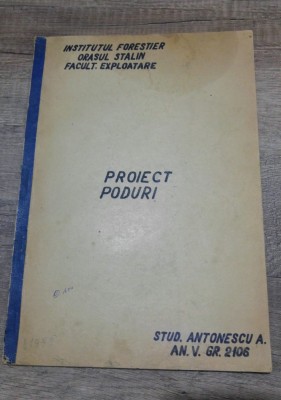 INSTITUTUL FORESTIER
ORASUL STALIN
FACULT. EXPLOATARE
PROIECT
PODURI
STUD. ANTONESCU A.
AN. V. GR. 2106